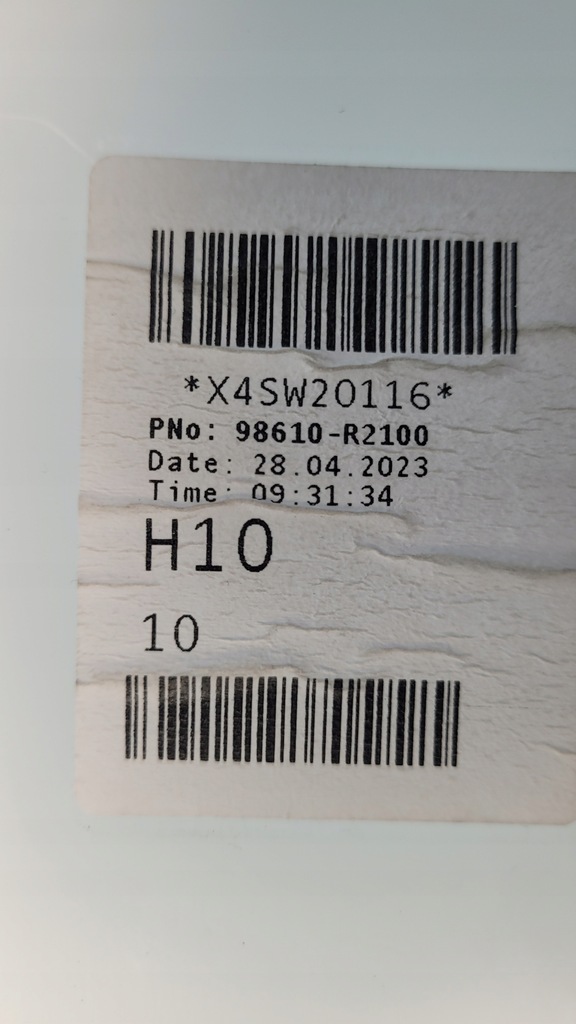 *X4SW20116*
PNo: 98610-R2100
Date: 28.04.2023
Time: 09:31:34
H10
10